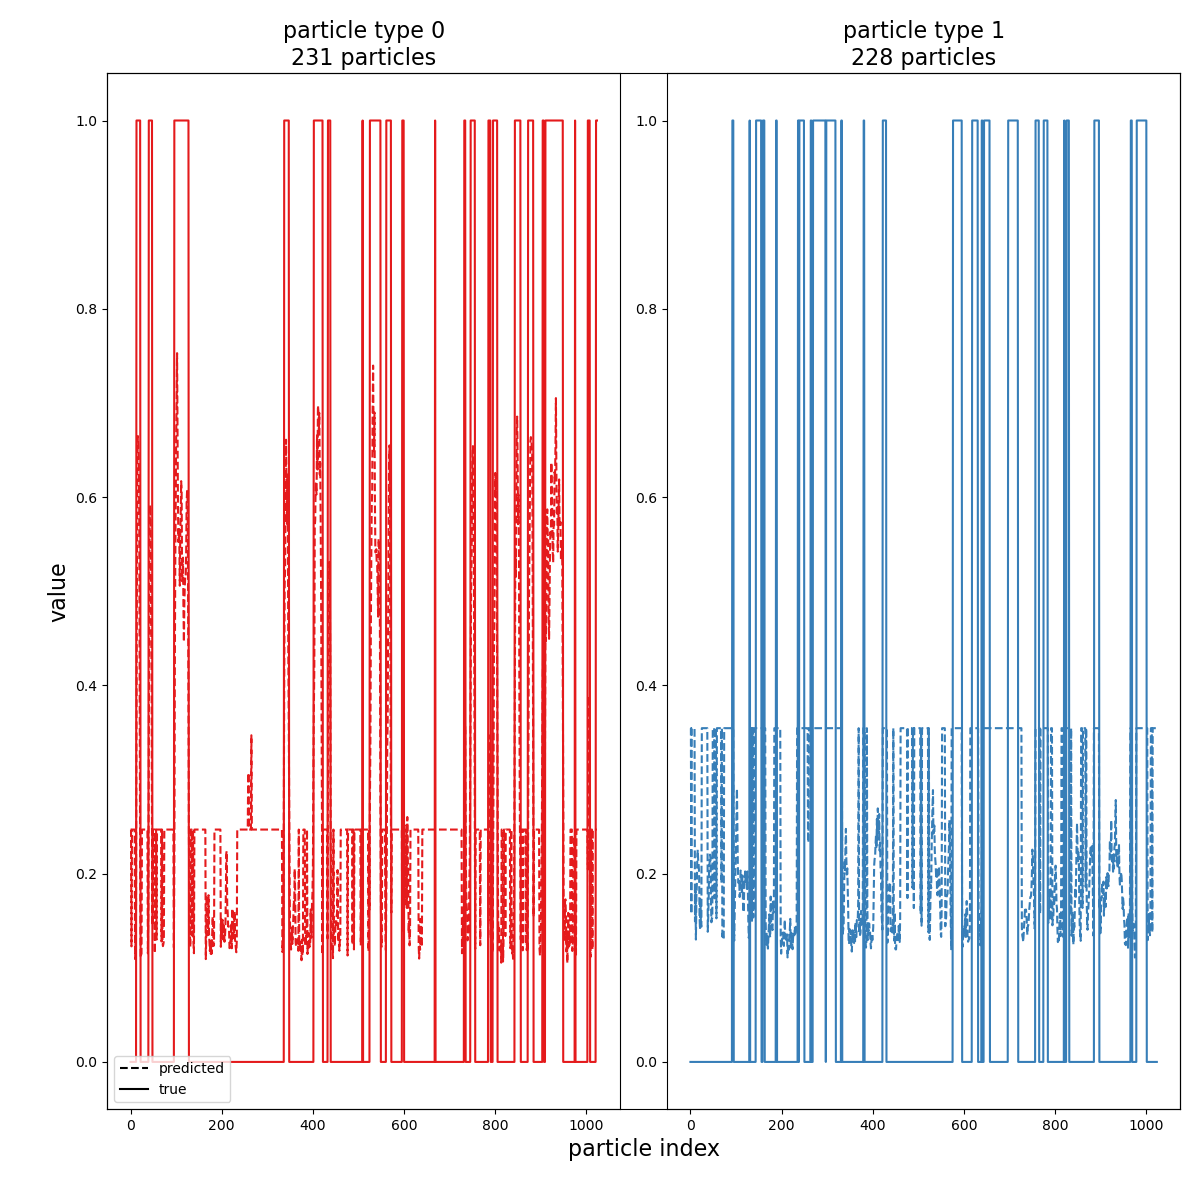 particle type 0
231 particles
particle type 1
228 particles
1.0
0.8
0.6
0.4
0.2
0.0
value
predicted
true
0 200 400 600 800 1000
1.0
0.8
0.6
0.4
0.2
0.0
0 200 400 600 800 1000
particle index